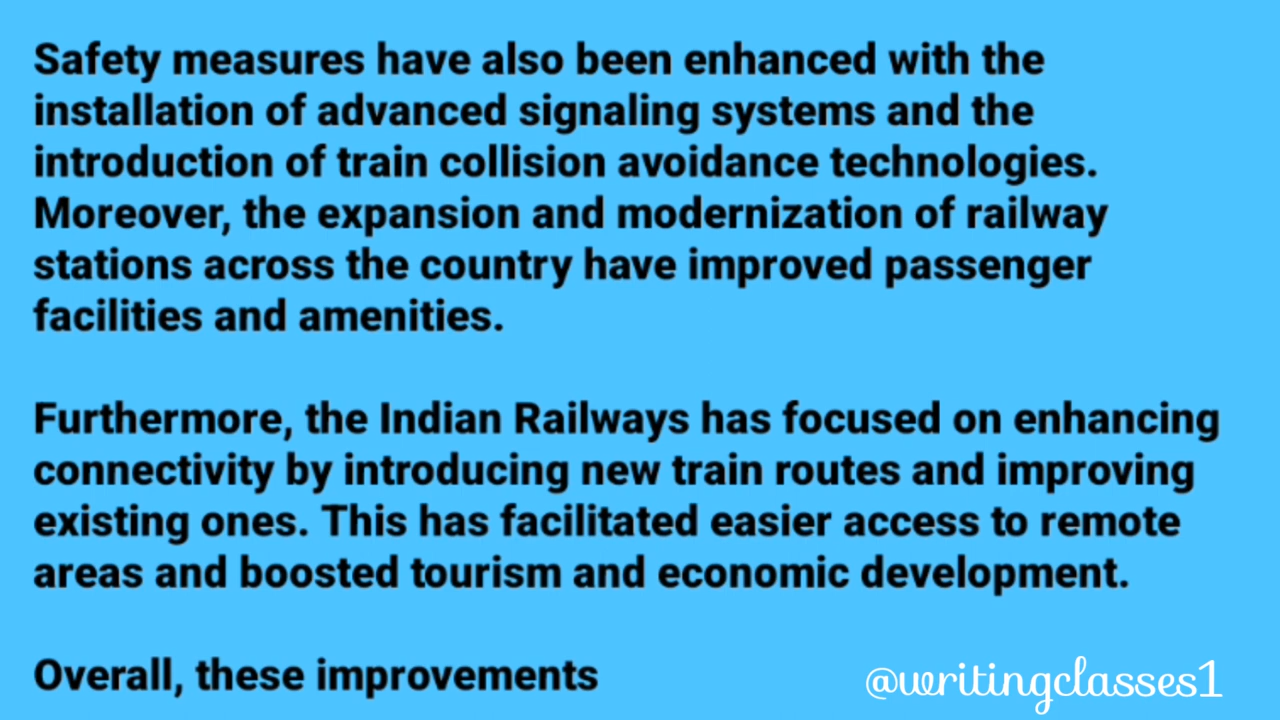 Safety measures have also been enhanced with the
installation of advanced signaling systems and the
introduction of train collision avoidance technologies.
Moreover, the expansion and modernization of railway
stations across the country have improved passenger
facilities and amenities.
Furthermore, the Indian Railways has focused on enhancing
connectivity by introducing new train routes and improving
existing ones. This has facilitated easier access to remote
areas and boosted tourism and economic development.
Overall, these improvements
@writingclasses1